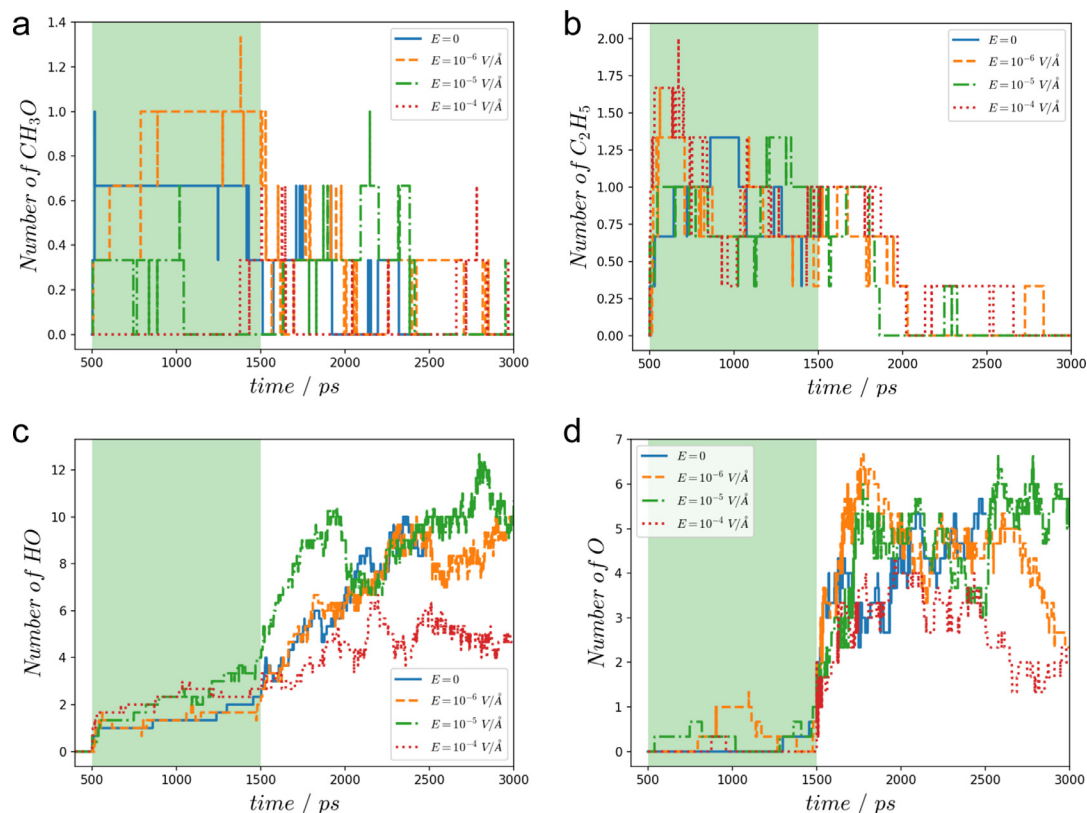 a
1.4
1.2
1.0
0.8
0.6
0.4
0.2
0.0
Number of CH₃O
500 1000 1500 2000 2500 3000
time / ps
E = 0
E = 10⁻⁶ V/Å
E = 10⁻⁵ V/Å
E = 10⁻⁴ V/Å
b
2.00
1.75
1.50
1.25
1.00
0.75
0.50
0.25
0.00
Number of C₂H₅
500 1000 1500 2000 2500 3000
time / ps
E = 0
E = 10⁻⁶ V/Å
E = 10⁻⁵ V/Å
E = 10⁻⁴ V/Å
c
12
10
8
6
4
2
0
Number of HO
500 1000 1500 2000 2500 3000
time / ps
E = 0
E = 10⁻⁶ V/Å
E = 10⁻⁵ V/Å
E = 10⁻⁴ V/Å
d
7
6
5
4
3
2
1
0
Number of O
500 1000 1500 2000 2500 3000
time / ps
E = 0
E = 10⁻⁶ V/Å
E = 10⁻⁵ V/Å
E = 10⁻⁴ V/Å